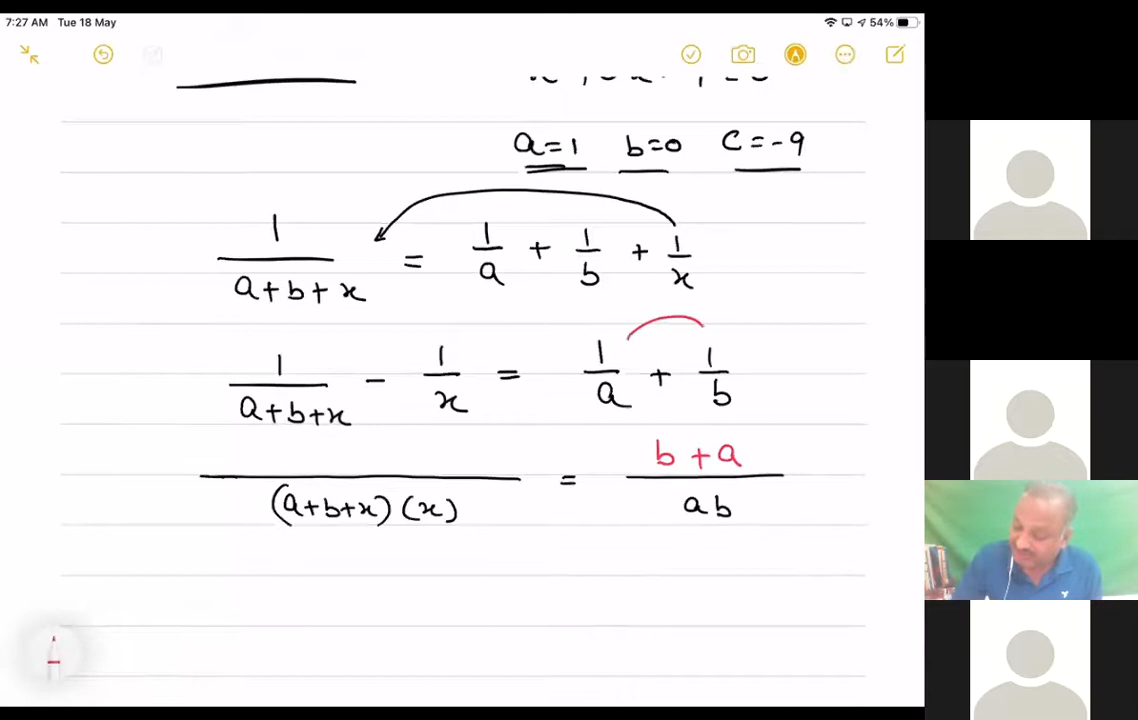 7:27 AM Tue 18 May 54%
a=1 b=0 c=-9
1/(a+b+x) = 1/a + 1/b + 1/x
1/(a+b+x) - 1/x = 1/a + 1/b
/(a+b+x)(x) = b+a/ab